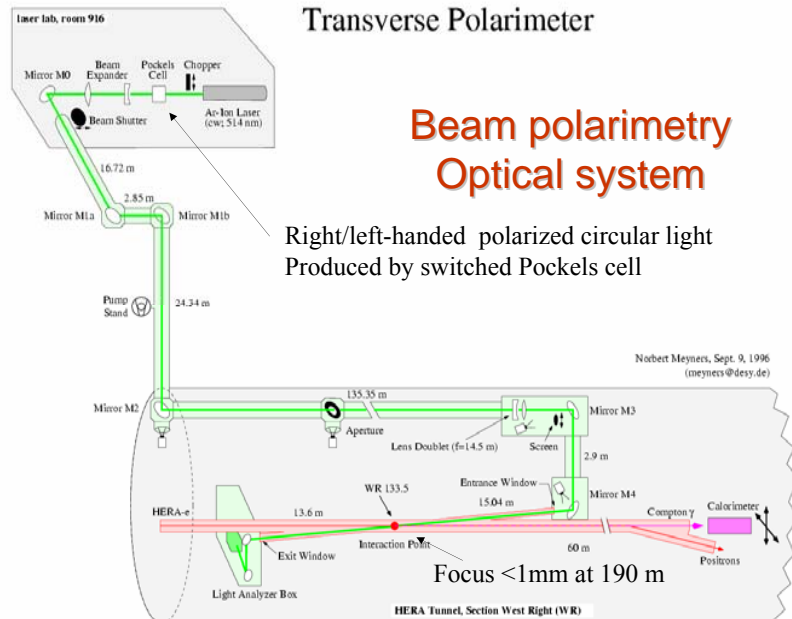 Transverse Polarimeter
laser lab, room 916
Mirror M0
Beam
Expander
Pockels
Cell
Chopper
Ar-Ion Laser
(cw; 514 nm)
Beam Shutter
Beam polarimetry
Optical system
16.72 m
2.85 m
Mirror M1a
Mirror M1b
Right/left-handed polarized circular light
Produced by switched Pockels cell
Pump
Stand
24.34 m
Norbert Meyners, Sept. 9, 1996
(meyners@desy.de)
Mirror M2
135.35 m
Aperture
Lens Doublet (f=14.5 m)
Screen
Mirror M3
2.9 m
Entrance Window
Mirror M4
WR 133.5
15.04 m
HERA-e
13.6 m
Compton γ
Calorimeter
Exit Window
Interaction Point
60 m
Positrons
Focus <1mm at 190 m
Light Analyzer Box
HERA Tunnel, Section West Right (WR)